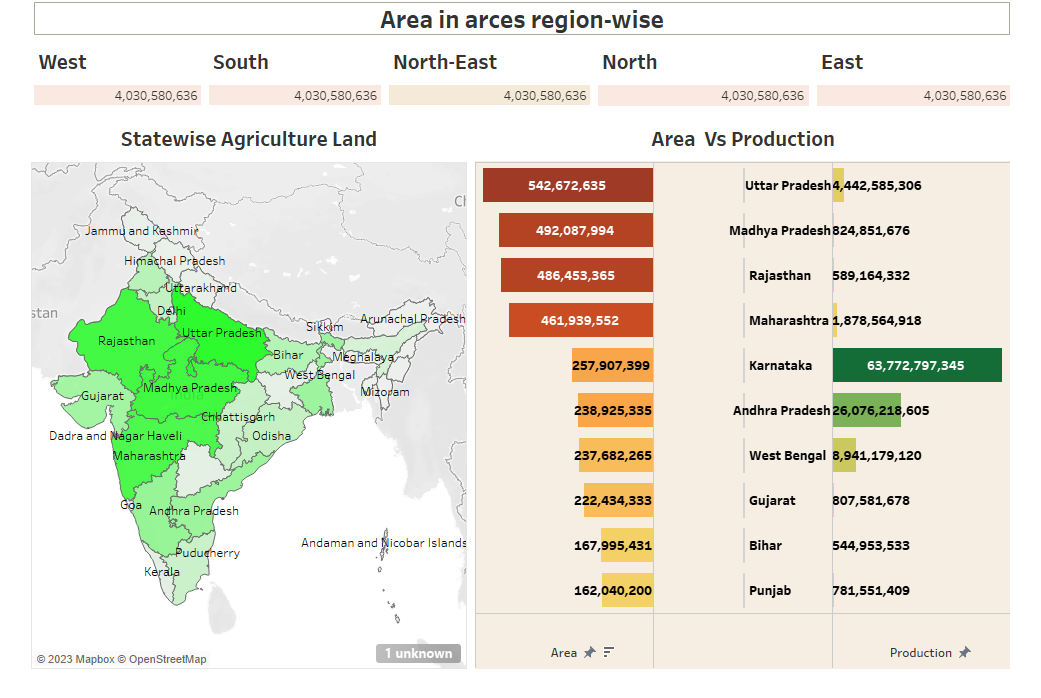 Area in arces region-wise
West South North-East North East
4,030,580,636 4,030,580,636 4,030,580,636 4,030,580,636 4,030,580,636
Statewise Agriculture Land
Area Vs Production
Ch
Jammu and Kashmir
Himachal Pradesh
Uttarakhand
stan
Delhi
Arunachal Pradesh
Sikkim
Uttar Pradesh
Rajasthan
Bihar
Meghalaya
West Bengal
Madhya Pradesh
Mizoram
India
Gujarat
Chhattisgarh
Dadra and Nagar Haveli
Odisha
Maharashtra
Goa
Andhra Pradesh
Andaman and Nicobar Islands
Puducherry
Kerala
1 unknown
© 2023 Mapbox © OpenStreetMap
542,672,635 Uttar Pradesh 4,442,585,306
492,087,994 Madhya Pradesh 824,851,676
486,453,365 Rajasthan 589,164,332
461,939,552 Maharashtra 1,878,564,918
257,907,399 Karnataka 63,772,797,345
238,925,335 Andhra Pradesh 26,076,218,605
237,682,265 West Bengal 8,941,179,120
222,434,333 Gujarat 807,581,678
167,995,431 Bihar 544,953,533
162,040,200 Punjab 781,551,409
Area Production